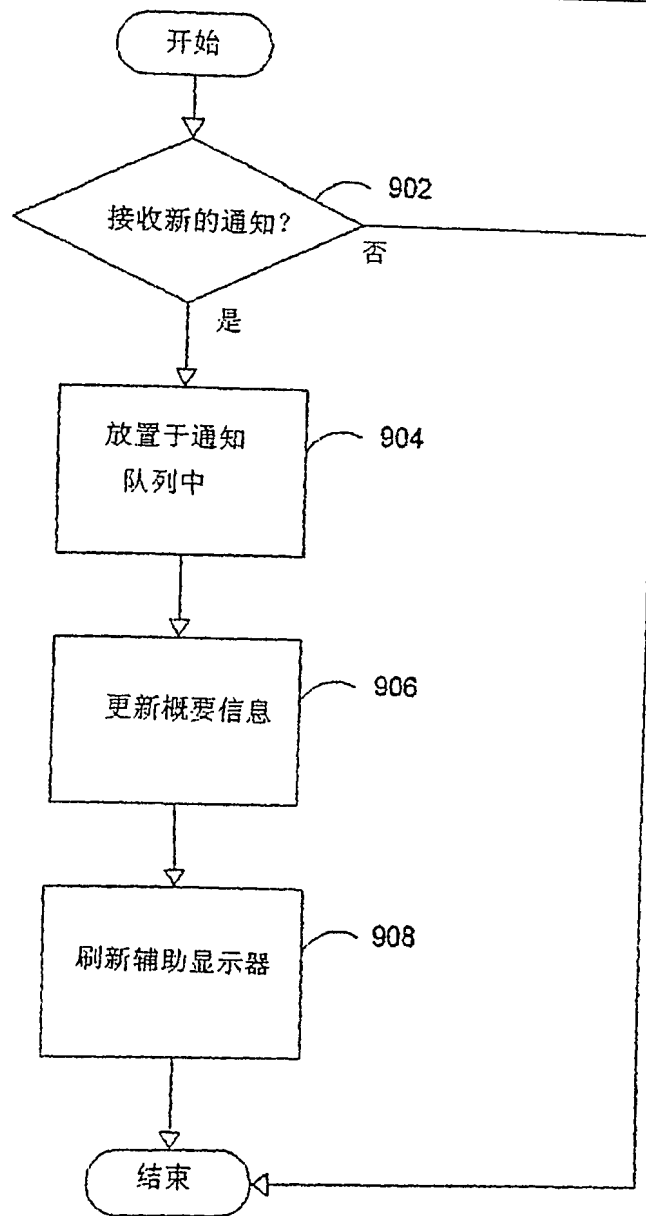 开始
接收新的通知?
902
否
是
放置于通知
队列中
904
更新概要信息
906
刷新辅助显示器
908
结束